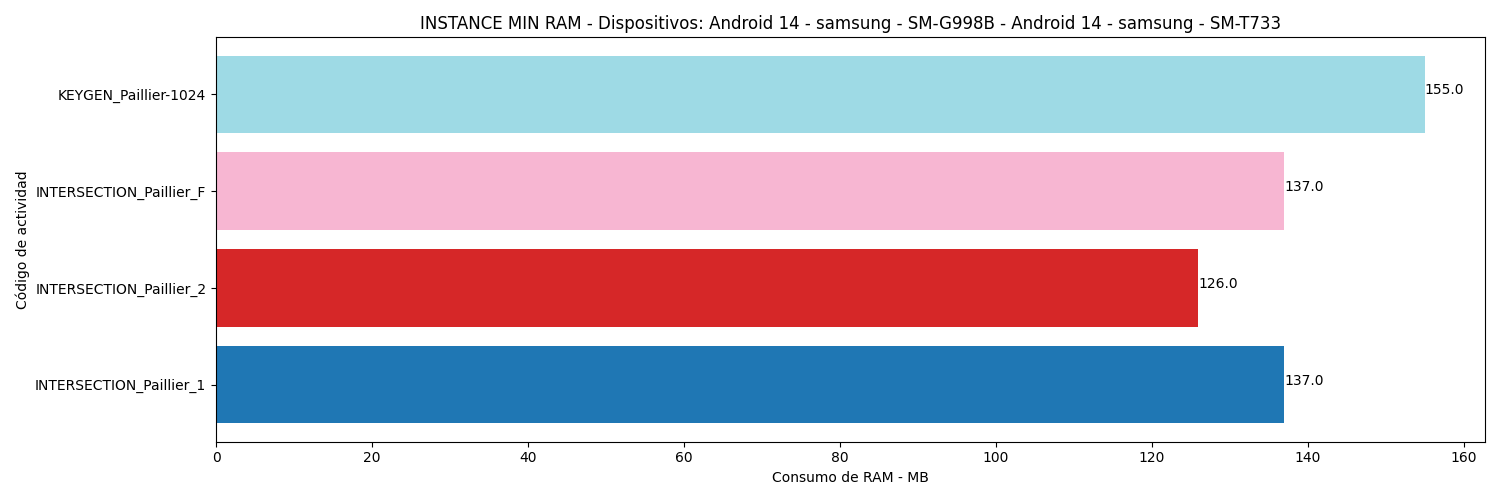 INSTANCE MIN RAM - Dispositivos: Android 14 - samsung - SM-G998B - Android 14 - samsung - SM-T733
Código de actividad
KEYGEN_Paillier-1024
155.0
INTERSECTION_Paillier_F
137.0
INTERSECTION_Paillier_2
126.0
INTERSECTION_Paillier_1
137.0
0 20 40 60 80 100 120 140 160
Consumo de RAM - MB